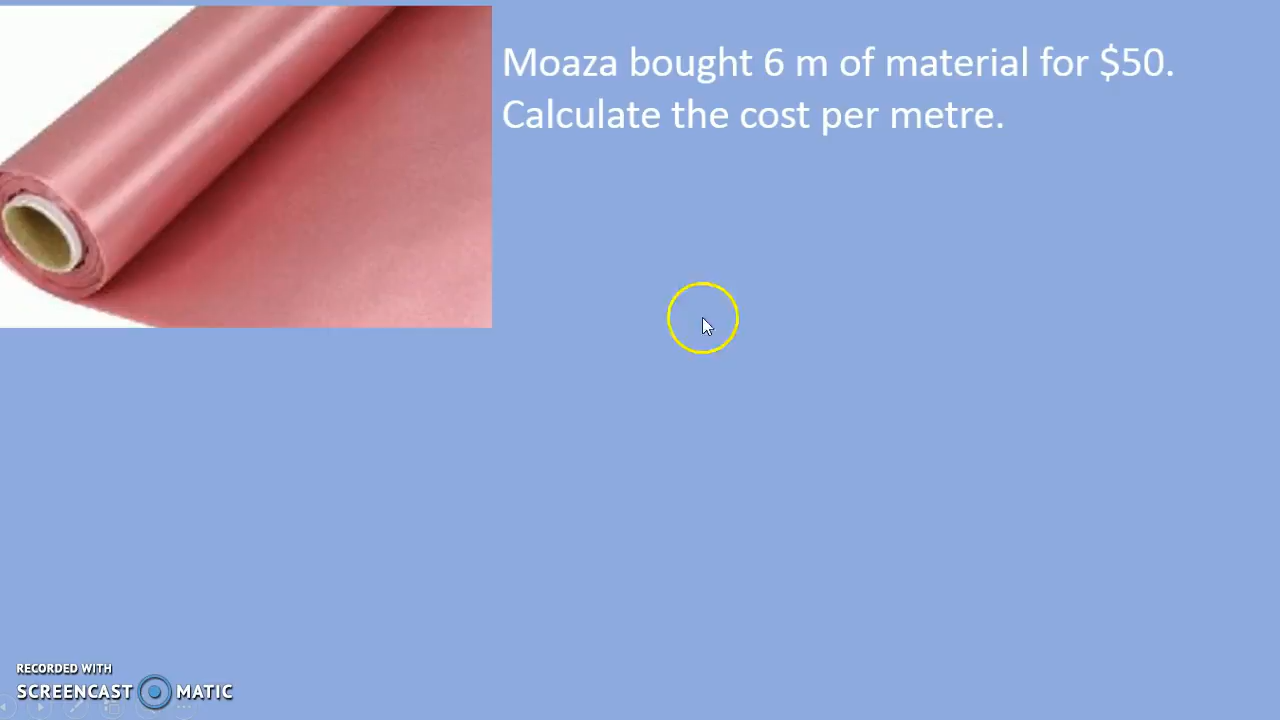 Moaza bought 6 m of material for $50.
Calculate the cost per metre.
RECORDED WITH
SCREENCAST MATIC